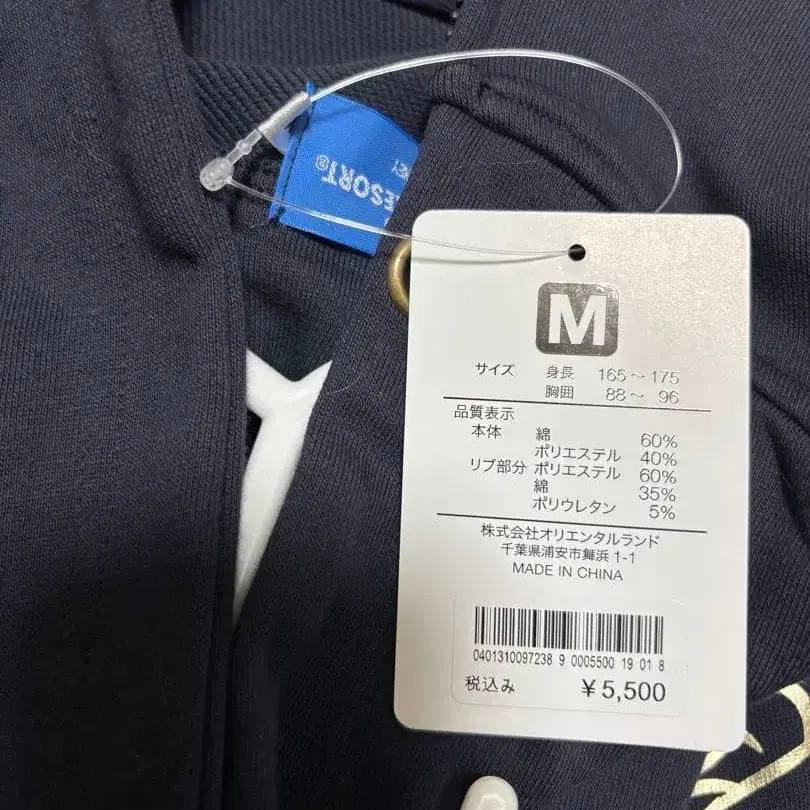 RESORT®
M
サイズ 身長 165～175
胸囲 88～ 96
品質表示
本体 綿 60%
ポリエステル 40%
リブ部分 ポリエステル 60%
綿 35%
ポリウレタン 5%
株式会社オリエンタルランド
千葉県浦安市舞浜 1-1
MADE IN CHINA
0401310097238 9 0005500 19 01 8
税込み ¥5,500